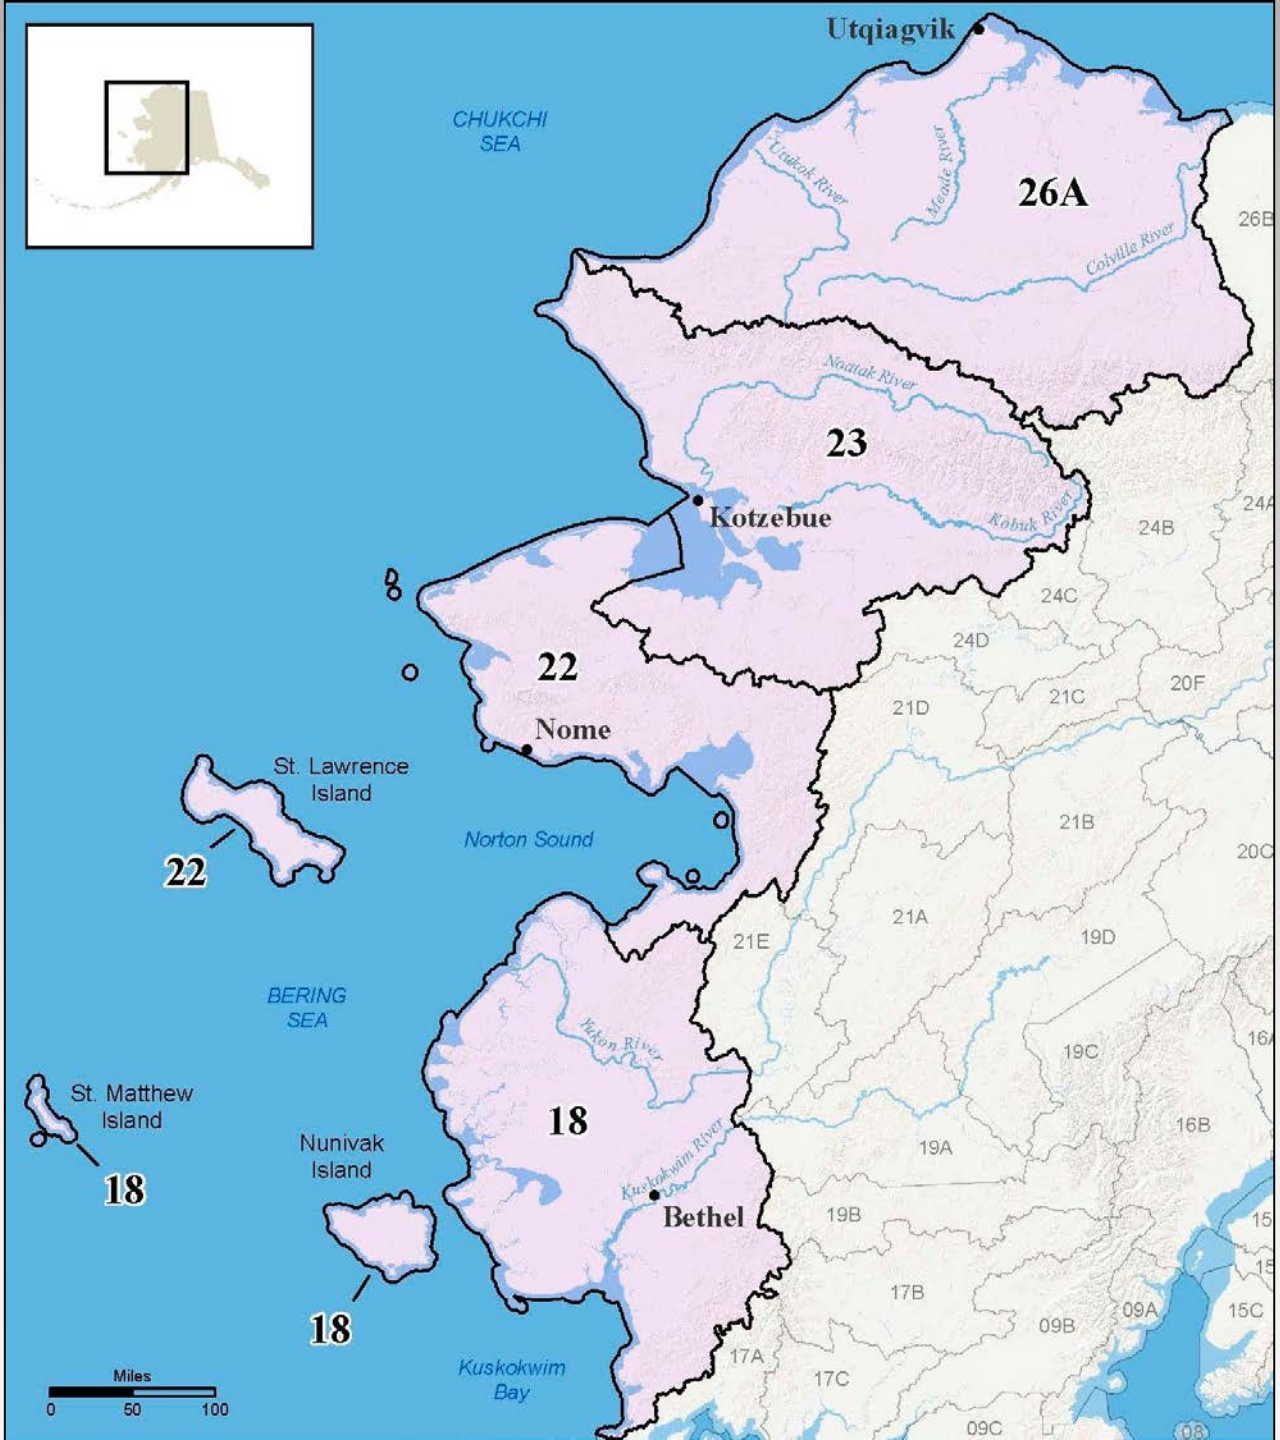 Utqiagvik
CHUKCHI
SEA
Utukok River
Meade River
26A
Colville River
26B
Noatak River
23
Kotzebue
Kobuk River
24A
24B
24C
24D
22
21D
21C
20F
Nome
St. Lawrence
Island
22
Norton Sound
21B
20C
21A
21E
19D
BERING
SEA
Yukon River
19C
16A
St. Matthew
Island
18
18
16B
Nunivak
Island
19A
Kuskokwim River
Bethel
19B
18
17B
09A
15C
09B
17A
17C
Kuskokwim
Bay
Miles
0 50 100
09C
08